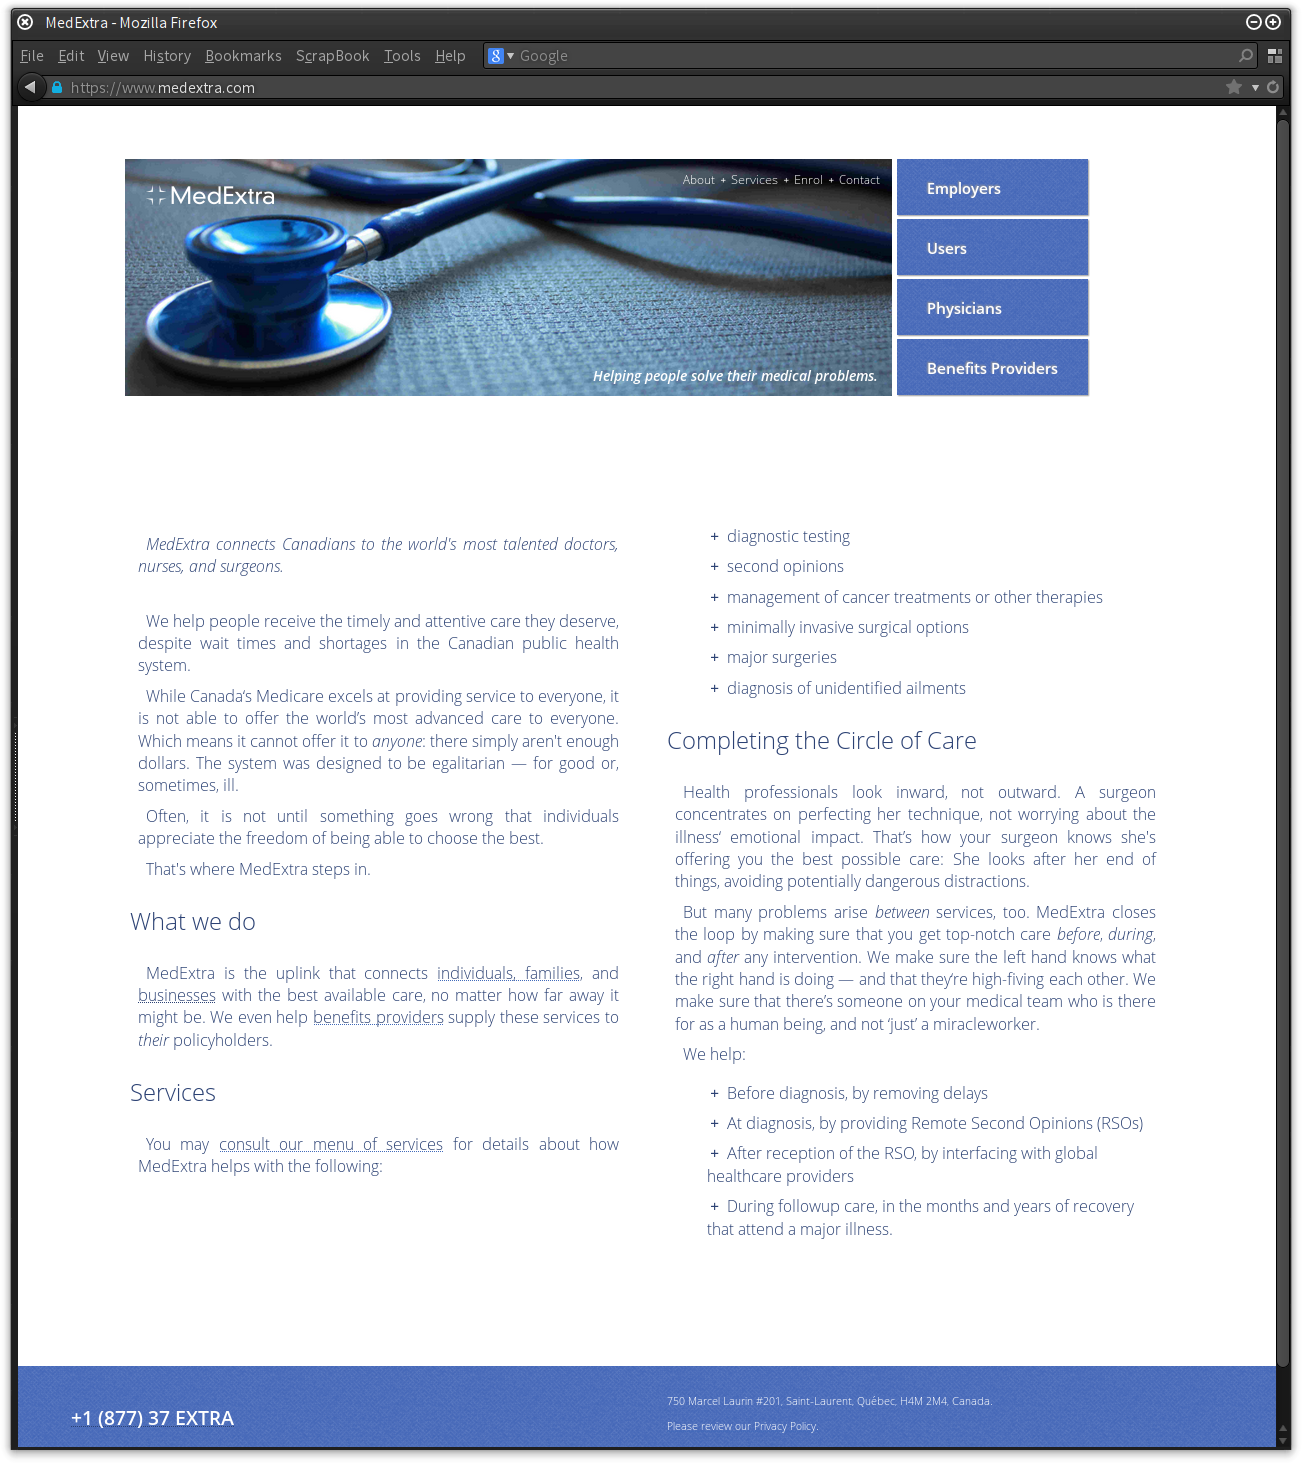 MedExtra - Mozilla Firefox
File Edit View History Bookmarks ScrapBook Tools Help Google
https://www.medextra.com
MedExtra
About + Services + Enrol + Contact
Helping people solve their medical problems.
Employers
Users
Physicians
Benefits Providers
MedExtra connects Canadians to the world's most talented doctors,
nurses, and surgeons.
We help people receive the timely and attentive care they deserve,
despite wait times and shortages in the Canadian public health
system.
While Canada‘s Medicare excels at providing service to everyone, it
is not able to offer the world’s most advanced care to everyone.
Which means it cannot offer it to anyone: there simply aren't enough
dollars. The system was designed to be egalitarian — for good or,
sometimes, ill.
Often, it is not until something goes wrong that individuals
appreciate the freedom of being able to choose the best.
That's where MedExtra steps in.
What we do
MedExtra is the uplink that connects individuals, families, and
businesses with the best available care, no matter how far away it
might be. We even help benefits providers supply these services to
their policyholders.
Services
You may consult our menu of services for details about how
MedExtra helps with the following:
+ diagnostic testing
+ second opinions
+ management of cancer treatments or other therapies
+ minimally invasive surgical options
+ major surgeries
+ diagnosis of unidentified ailments
Completing the Circle of Care
Health professionals look inward, not outward. A surgeon
concentrates on perfecting her technique, not worrying about the
illness‘ emotional impact. That’s how your surgeon knows she's
offering you the best possible care: She looks after her end of
things, avoiding potentially dangerous distractions.
But many problems arise between services, too. MedExtra closes
the loop by making sure that you get top-notch care before, during,
and after any intervention. We make sure the left hand knows what
the right hand is doing — and that they’re high-fiving each other. We
make sure that there’s someone on your medical team who is there
for as a human being, and not ‘just’ a miracleworker.
We help:
+ Before diagnosis, by removing delays
+ At diagnosis, by providing Remote Second Opinions (RSOs)
+ After reception of the RSO, by interfacing with global
healthcare providers
+ During followup care, in the months and years of recovery
that attend a major illness.
+1 (877) 37 EXTRA
750 Marcel Laurin #201, Saint-Laurent, Québec, H4M 2M4, Canada.
Please review our Privacy Policy.